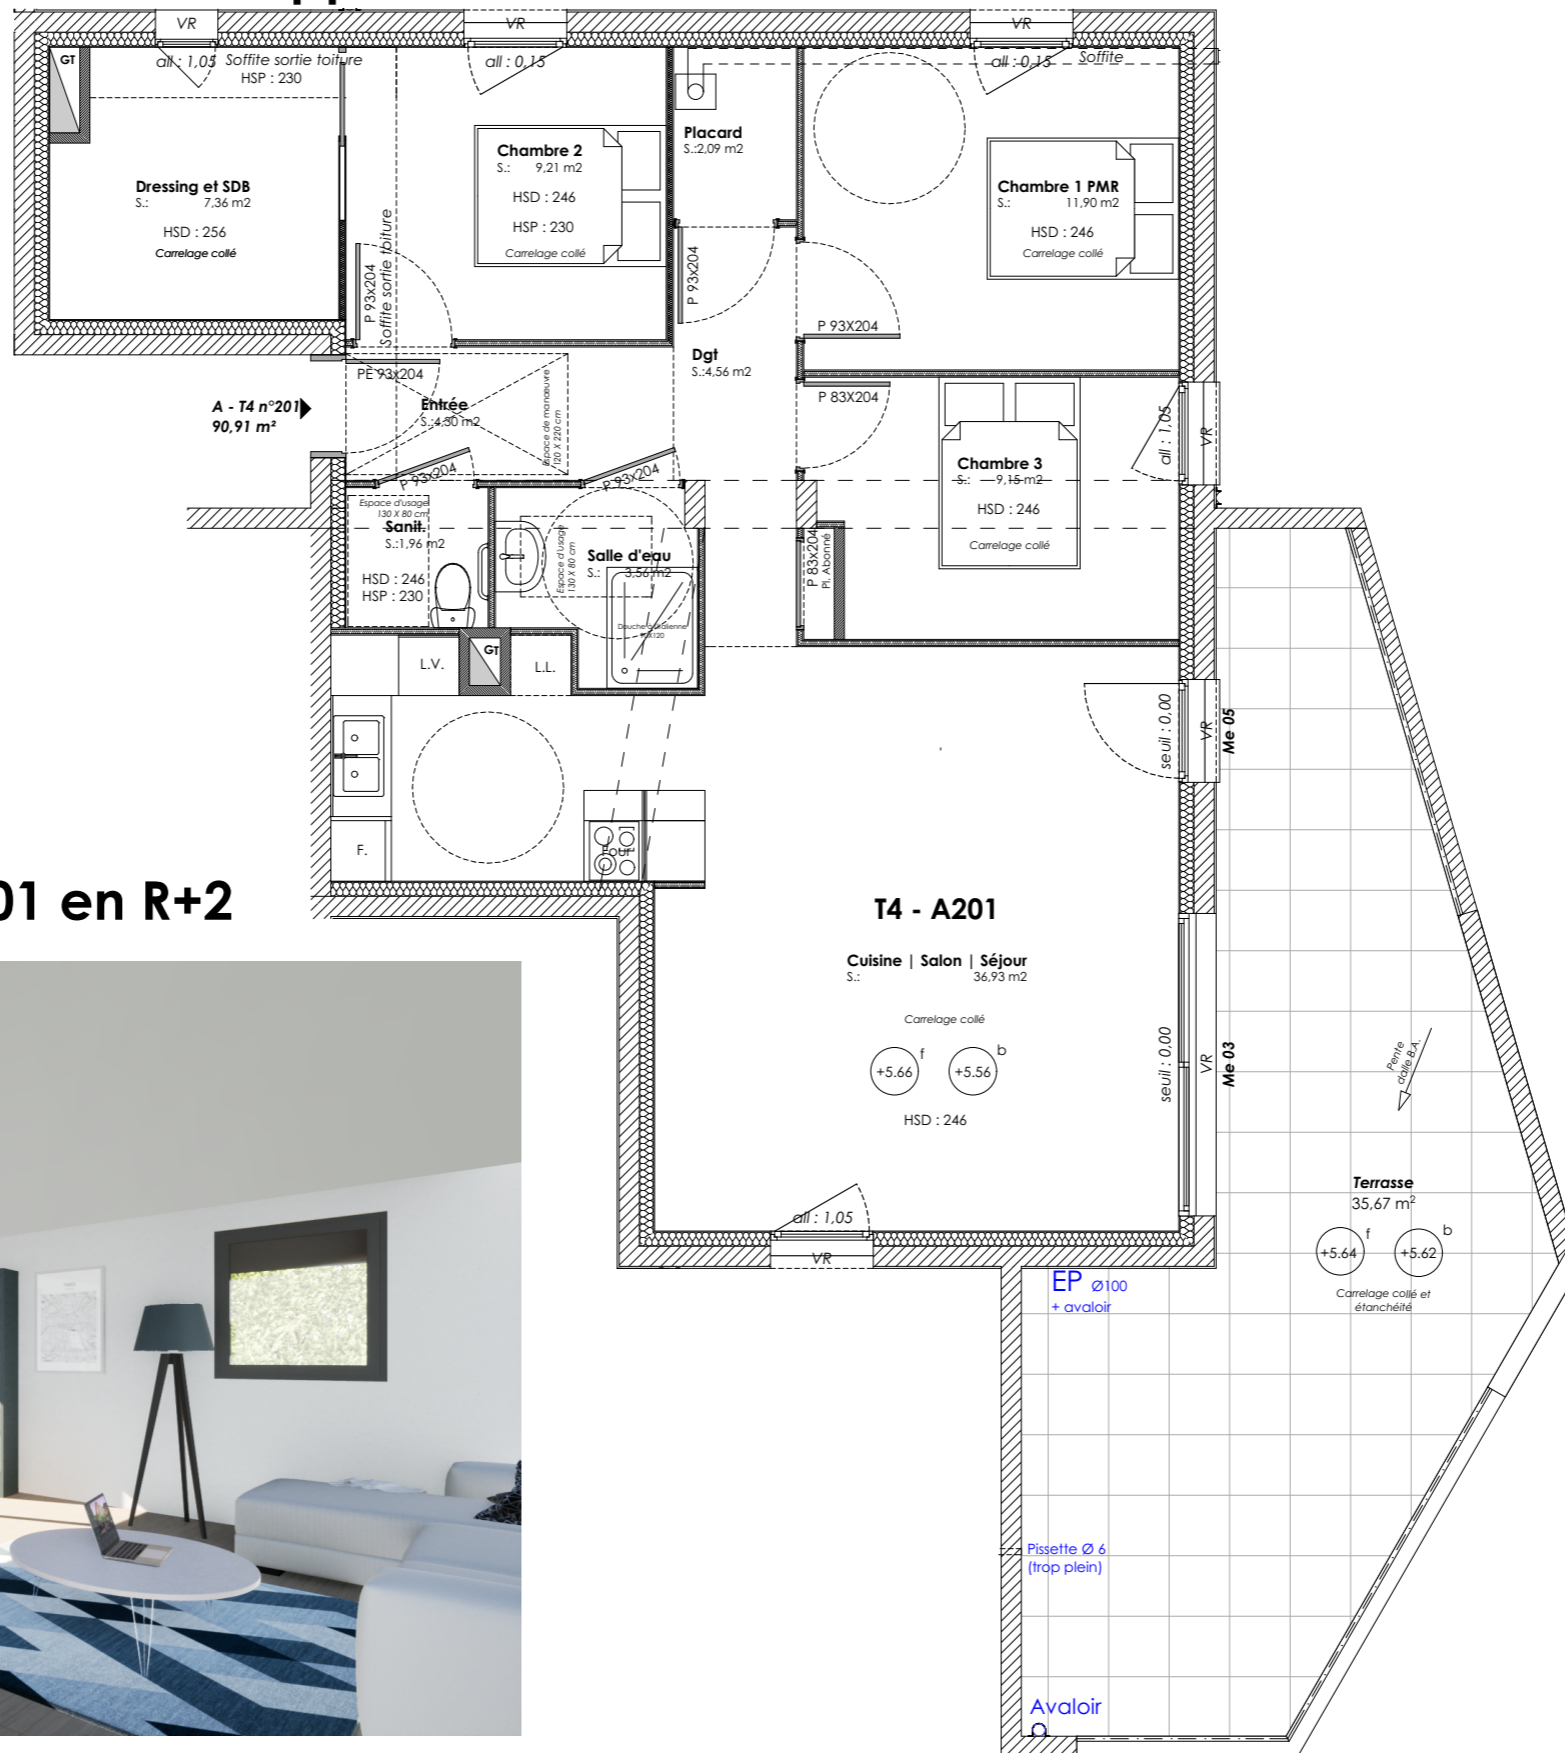 VR
VR
VR
GT
all : 1,05
Soffite sortie toiture
HSP : 230
all : 0,15
all : 0,15
Soffite
Placard
S.:2,09 m2
Chambre 2
S.: 9,21 m2
HSD : 246
HSP : 230
Carrelage collé
Dressing et SDB
S.: 7,36 m2
HSD : 256
Carrelage collé
Chambre 1 PMR
S.: 11,90 m2
HSD : 246
Carrelage collé
P 93x204
Soffite sortie toiture
P 93x204
P 93X204
Dgt
S.:4,56 m2
PE 93x204
P 83X204
A - T4 n°201
90,91 m²
Entrée
S.:4,30 m2
Espace de manœuvre
120 X 220 cm
all : 1,05
VR
Chambre 3
S.: 9,15 m2
HSD : 246
Carrelage collé
P 93x204
P 93x204
Espace d'usage
130 X 80 cm
Sanit.
S.:1,96 m2
HSD : 246
HSP : 230
Espace d'usage
130 X 80 cm
Salle d'eau
S.: 3,56 m2
Douche à l'italienne
90X120
P 83x204
Pl. Abonné
L.V.
GT
L.L.
F.
Four
seuil : 0,00
VR
Me 05
01 en R+2
T4 - A201
Cuisine | Salon | Séjour
S.: 36,93 m2
Carrelage collé
+5.66 f
+5.56 b
HSD : 246
seuil : 0,00
VR
Me 03
Pente
dalle B.A.
all : 1,05
VR
Terrasse
35,67 m²
+5.64 f
+5.62 b
Carrelage collé et
étanchéité
EP Ø100
+ avaloir
Pissette Ø 6
(trop plein)
Avaloir